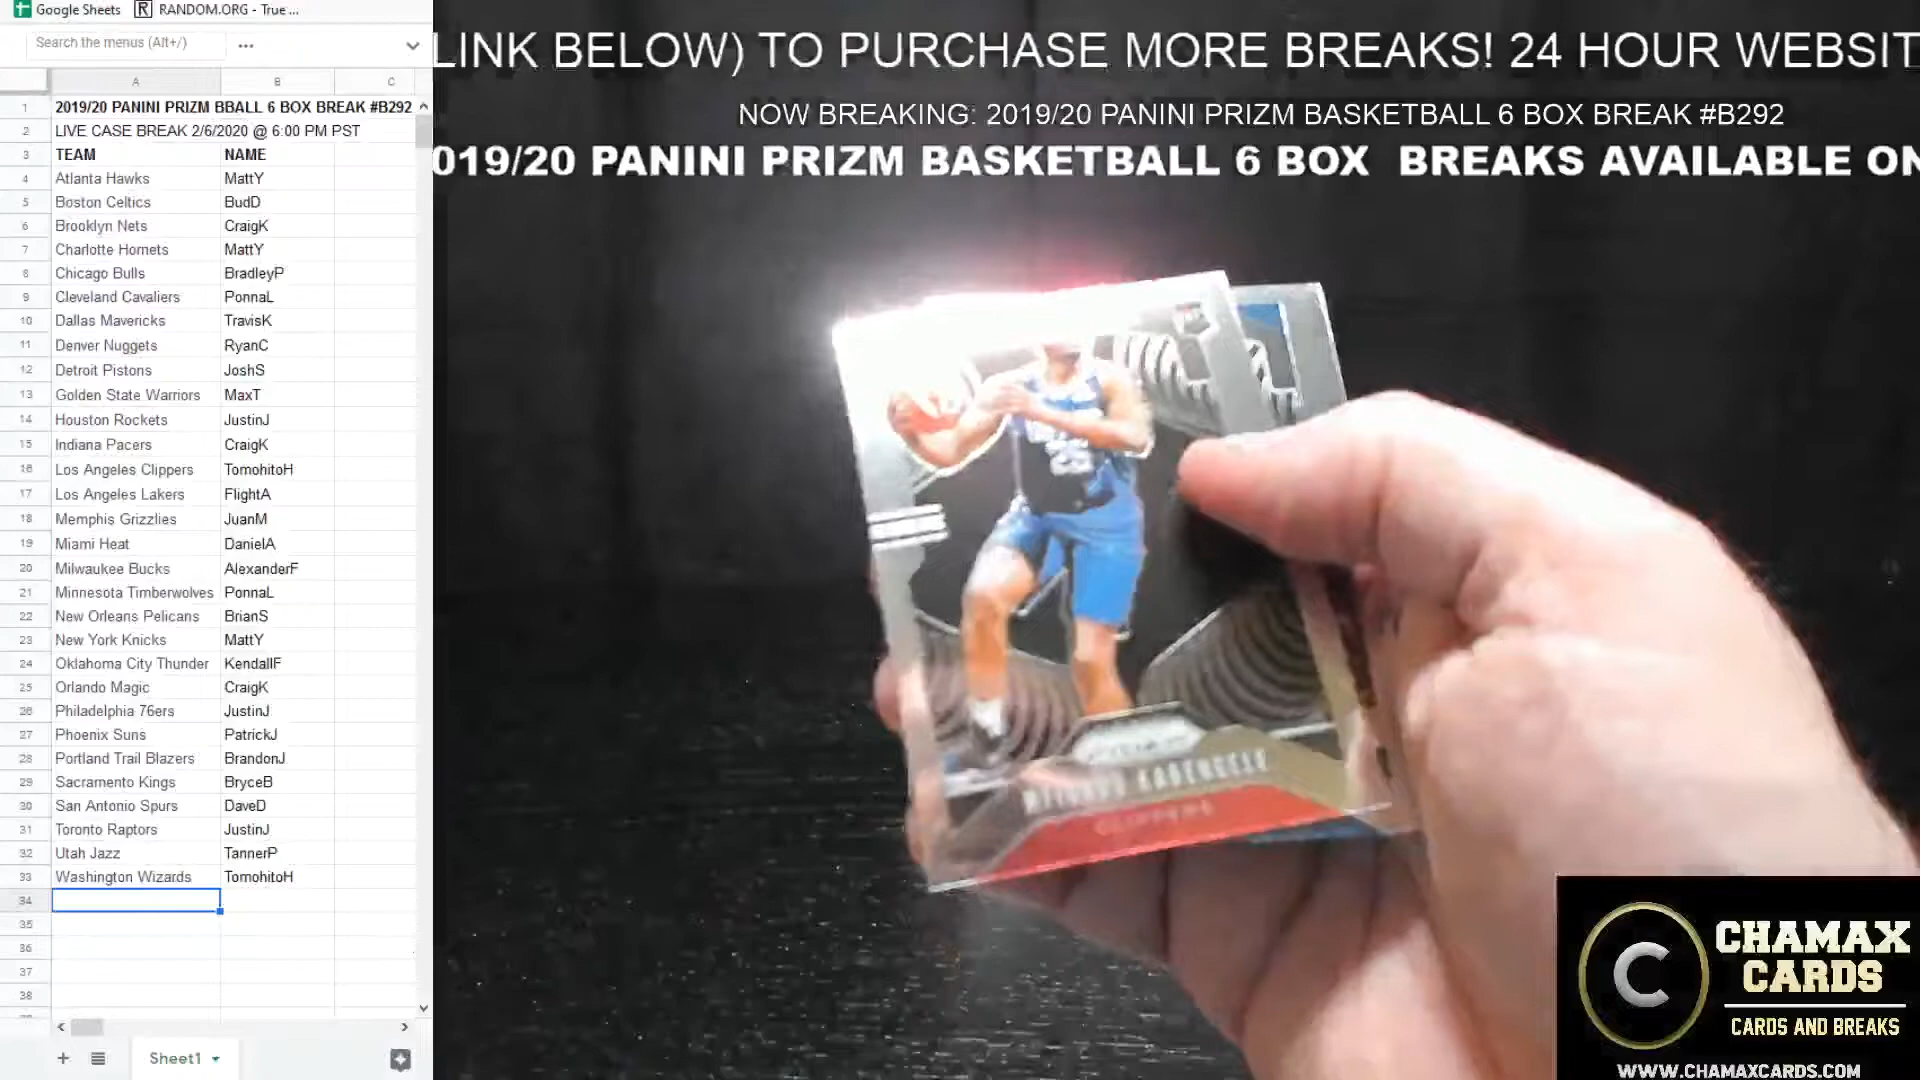 Google Sheets
RANDOM.ORG - True ...
Search the menus (Alt+/)
A B C
1 2019/20 PANINI PRIZM BBALL 6 BOX BREAK #B292
2 LIVE CASE BREAK 2/6/2020 @ 6:00 PM PST
3 TEAM NAME
4 Atlanta Hawks MattY
5 Boston Celtics BudD
6 Brooklyn Nets CraigK
7 Charlotte Hornets MattY
8 Chicago Bulls BradleyP
9 Cleveland Cavaliers PonnaL
10 Dallas Mavericks TravisK
11 Denver Nuggets RyanC
12 Detroit Pistons JoshS
13 Golden State Warriors MaxT
14 Houston Rockets JustinJ
15 Indiana Pacers CraigK
16 Los Angeles Clippers TomohitoH
17 Los Angeles Lakers FlightA
18 Memphis Grizzlies JuanM
19 Miami Heat DanielA
20 Milwaukee Bucks AlexanderF
21 Minnesota Timberwolves PonnaL
22 New Orleans Pelicans BrianS
23 New York Knicks MattY
24 Oklahoma City Thunder KendallF
25 Orlando Magic CraigK
26 Philadelphia 76ers JustinJ
27 Phoenix Suns PatrickJ
28 Portland Trail Blazers BrandonJ
29 Sacramento Kings BryceB
30 San Antonio Spurs DaveD
31 Toronto Raptors JustinJ
32 Utah Jazz TannerP
33 Washington Wizards TomohitoH
34
35
36
37
38
Sheet1
LINK BELOW) TO PURCHASE MORE BREAKS! 24 HOUR WEBSIT
NOW BREAKING: 2019/20 PANINI PRIZM BASKETBALL 6 BOX BREAK #B292
019/20 PANINI PRIZM BASKETBALL 6 BOX BREAKS AVAILABLE ON
KABENGELE
CLIPPERS
C
CHAMAX
CARDS
CARDS AND BREAKS
WWW.CHAMAXCARDS.COM